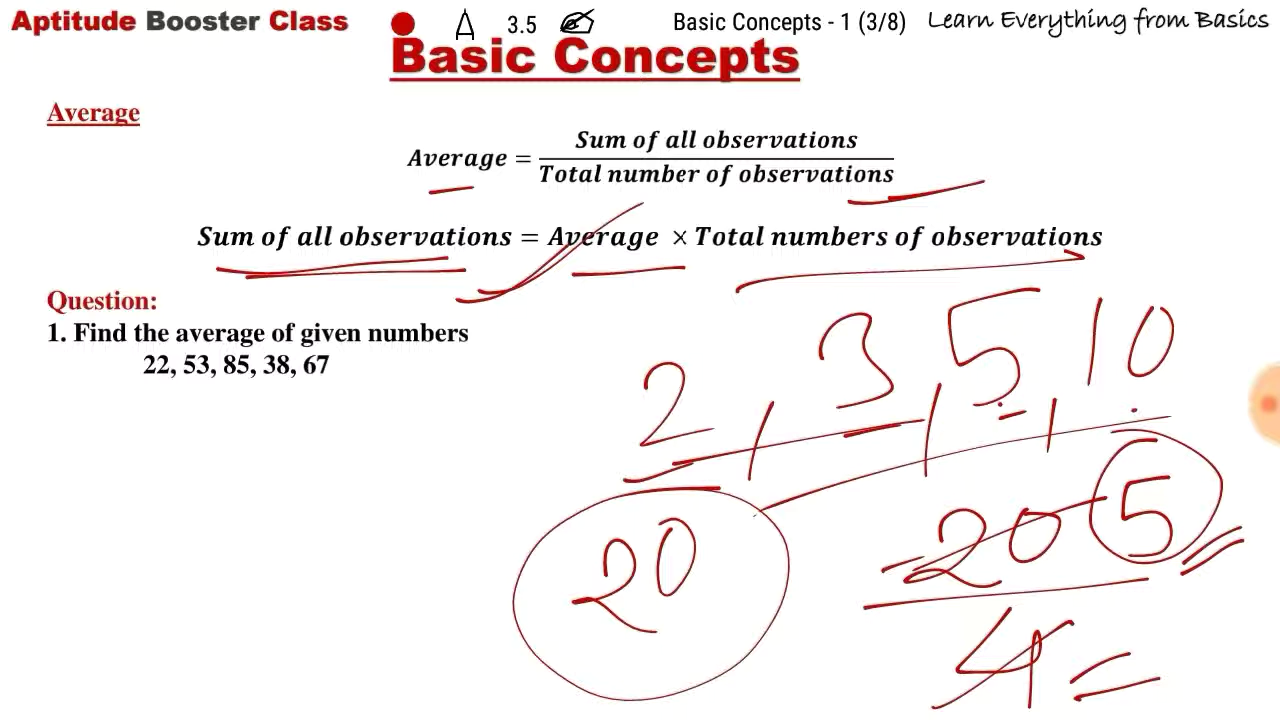 Aptitude Booster Class 3.5 Basic Concepts - 1 (3/8) Learn Everything from Basics
Basic Concepts
Average
Average = Sum of all observations / Total number of observations
Sum of all observations = Average × Total numbers of observations
Question:
1. Find the average of given numbers
22, 53, 85, 38, 67
2, 3, 5, 10
20
20 5
4 =